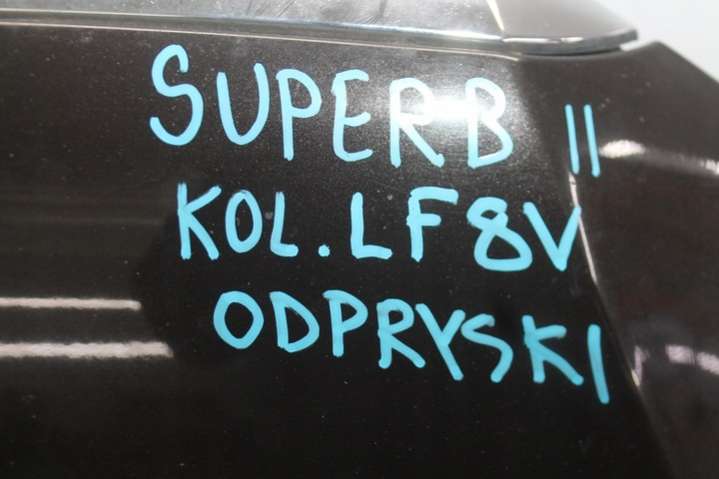 SUPERB II
KOL. LF8V
ODPRYSKI